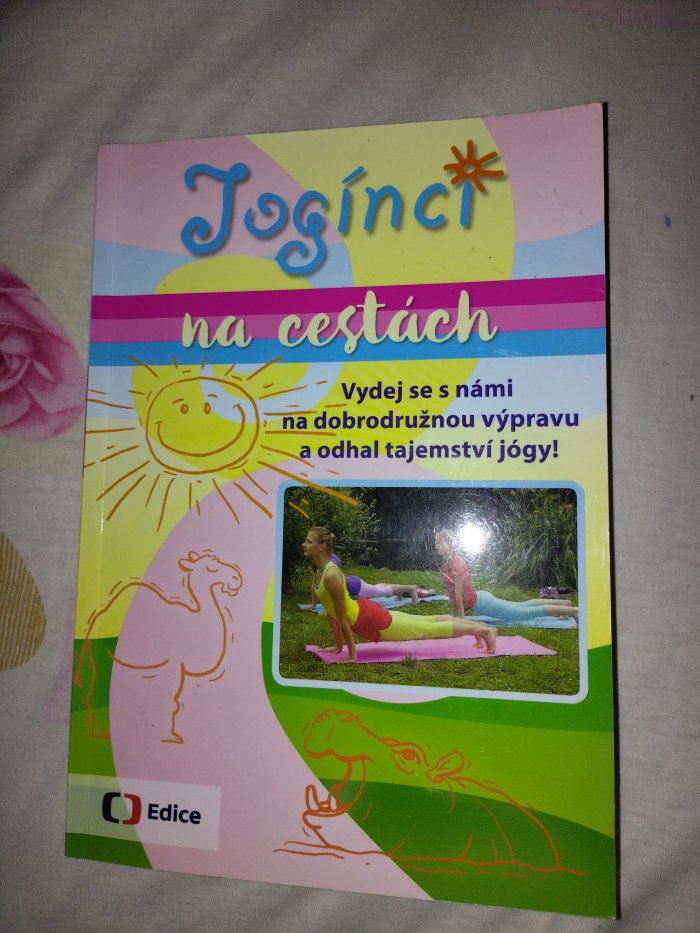 Jogínci
na cestách
Vydej se s námi
na dobrodružnou výpravu
a odhal tajemství jógy!
Edice